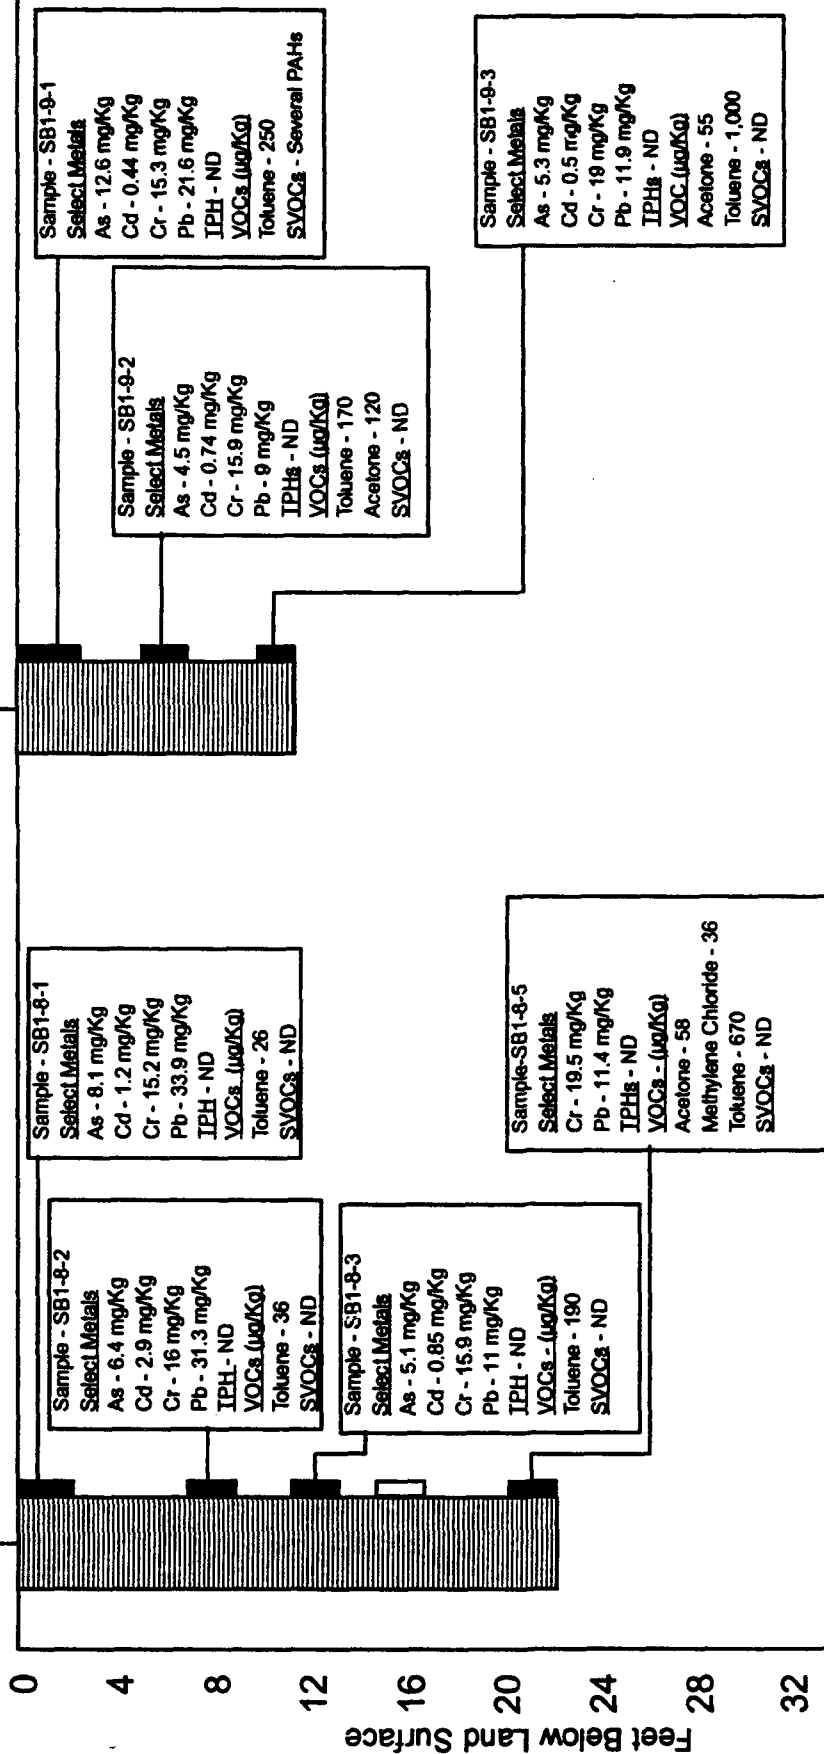 Feet Below Land Surface
0
4
8
12
16
20
24
28
32
Sample - SB1-8-1
Select Metals
As - 8.1 mg/Kg
Cd - 1.2 mg/Kg
Cr - 15.2 mg/Kg
Pb - 33.9 mg/Kg
TPH - ND
VOCs (µg/Kg)
Toluene - 26
SVOCs - ND
Sample - SB1-8-2
Select Metals
As - 6.4 mg/Kg
Cd - 2.9 mg/Kg
Cr - 16 mg/Kg
Pb - 31.3 mg/Kg
TPH - ND
VOCs (µg/Kg)
Toluene - 36
SVOCs - ND
Sample - SB1-8-3
Select Metals
As - 5.1 mg/Kg
Cd - 0.85 mg/Kg
Cr - 15.9 mg/Kg
Pb - 11 mg/Kg
TPH - ND
VOCs - (µg/Kg)
Toluene - 190
SVOCs - ND
Sample-SB1-8-5
Select Metals
Cr - 19.5 mg/Kg
Pb - 11.4 mg/Kg
TPHs - ND
VOCs - (µg/Kg)
Acetone - 58
Methylene Chloride - 36
Toluene - 670
SVOCs - ND
Sample - SB1-9-1
Select Metals
As - 12.6 mg/Kg
Cd - 0.44 mg/Kg
Cr - 15.3 mg/Kg
Pb - 21.6 mg/Kg
TPH - ND
VOCs (µg/Kg)
Toluene - 250
SVOCs - Several PAHs
Sample - SB1-9-2
Select Metals
As - 4.5 mg/Kg
Cd - 0.74 mg/Kg
Cr - 15.9 mg/Kg
Pb - 9 mg/Kg
TPHs - ND
VOCs (µg/Kg)
Toluene - 170
Acetone - 120
SVOCs - ND
Sample - SB1-9-3
Select Metals
As - 5.3 mg/Kg
Cd - 0.5 mg/Kg
Cr - 19 mg/Kg
Pb - 11.9 mg/Kg
TPHs - ND
VOC (µg/Kg)
Acetone - 55
Toluene - 1,000
SVOCs - ND